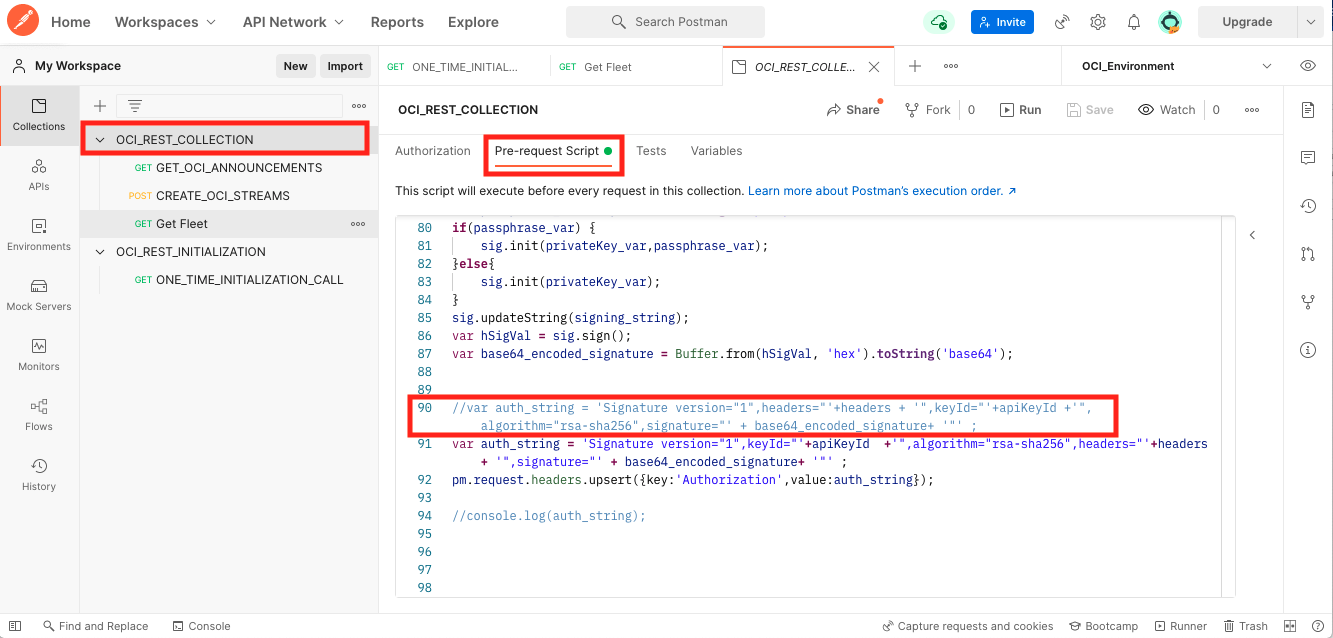 Home
Workspaces
API Network
Reports
Explore
Search Postman
Invite
Upgrade
My Workspace
New
Import
GET ONE_TIME_INITIAL...
GET Get Fleet
OCI_REST_COLLE...
OCI_Environment
Collections
APIs
Environments
Mock Servers
Monitors
Flows
History
OCI_REST_COLLECTION
GET GET_OCI_ANNOUNCEMENTS
POST CREATE_OCI_STREAMS
GET Get Fleet
OCI_REST_INITIALIZATION
GET ONE_TIME_INITIALIZATION_CALL
OCI_REST_COLLECTION
Share
Fork
0
Run
Save
Watch
0
Authorization
Pre-request Script
Tests
Variables
This script will execute before every request in this collection. Learn more about Postman's execution order. ↗
80 if(passphrase_var) {
81 sig.init(privateKey_var,passphrase_var);
82 }else{
83 sig.init(privateKey_var);
84 }
85 sig.updateString(signing_string);
86 var hSigVal = sig.sign();
87 var base64_encoded_signature = Buffer.from(hSigVal, 'hex').toString('base64');
88
89
90 //var auth_string = 'Signature version="1",headers="'+headers + '",keyId="'+apiKeyId +'",
algorithm="rsa-sha256",signature="' + base64_encoded_signature+ '"' ;
91 var auth_string = 'Signature version="1",keyId="'+apiKeyId  +'",algorithm="rsa-sha256",headers="'+headers
+ '",signature="' + base64_encoded_signature+ '"' ;
92 pm.request.headers.upsert({key:'Authorization',value:auth_string});
93
94 //console.log(auth_string);
95
96
97
98
Find and Replace
Console
Capture requests and cookies
Bootcamp
Runner
Trash